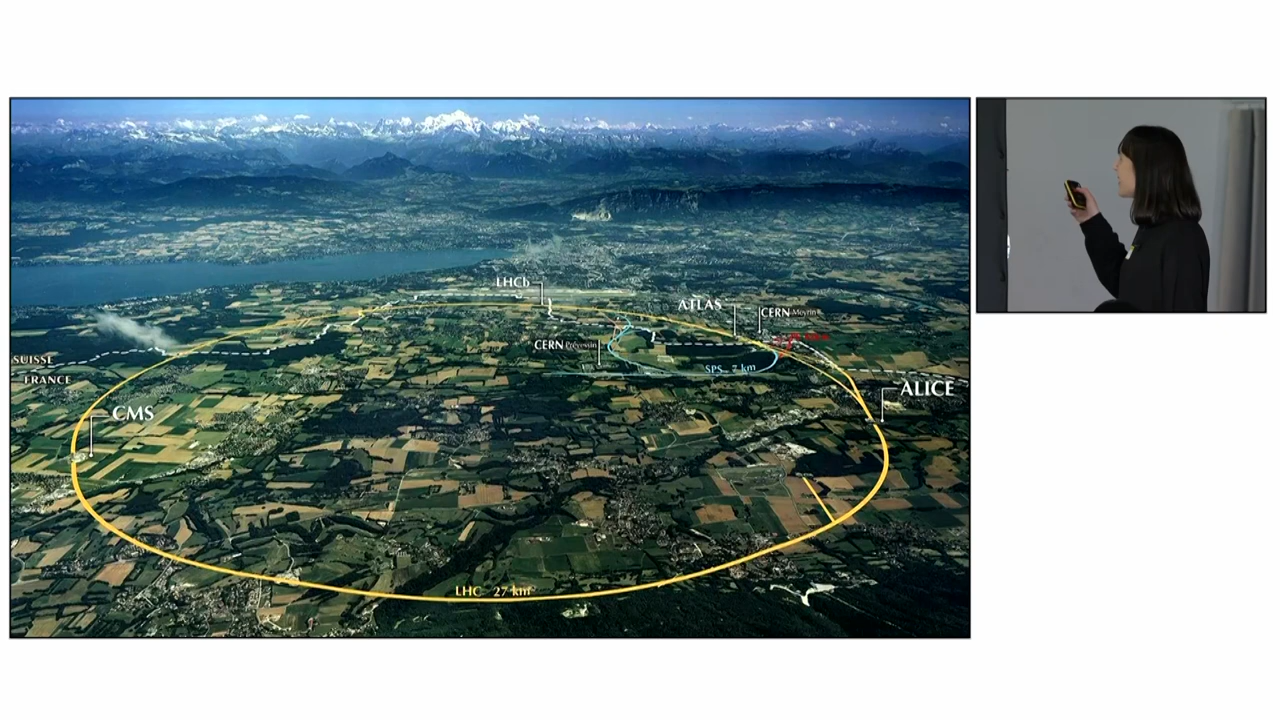 LHCb
ATLAS
CERN Meyrin
CERN Prévessin
SUISSE
FRANCE
SPS 7 km
ALICE
CMS
LHC 27 km